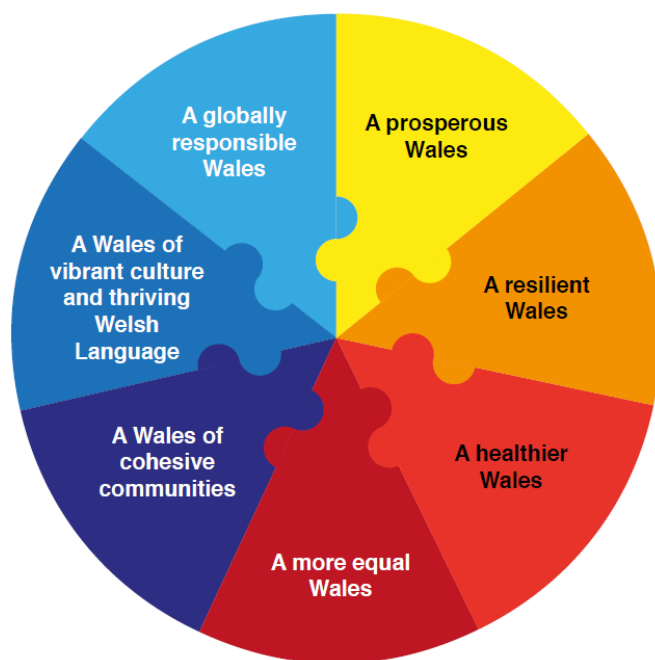 A prosperous
Wales
A resilient
Wales
A healthier
Wales
A more equal
Wales
A Wales of
cohesive
communities
A Wales of
vibrant culture
and thriving
Welsh
Language
A globally
responsible
Wales